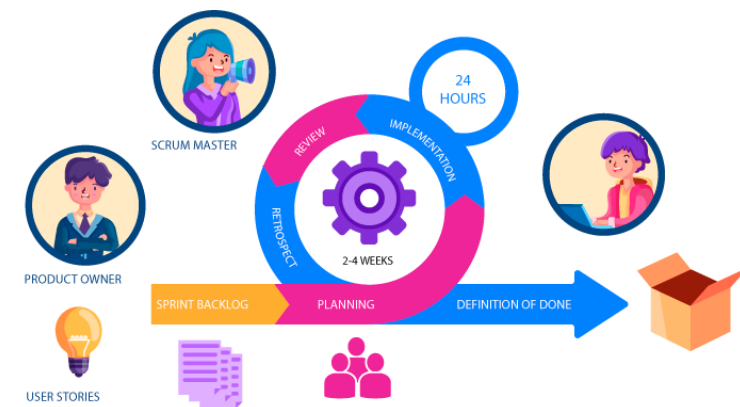 24
HOURS
SCRUM MASTER
REVIEW
IMPLEMENTATION
RETROSPECT
2-4 WEEKS
PRODUCT OWNER
SPRINT BACKLOG
PLANNING
DEFINITION OF DONE
USER STORIES